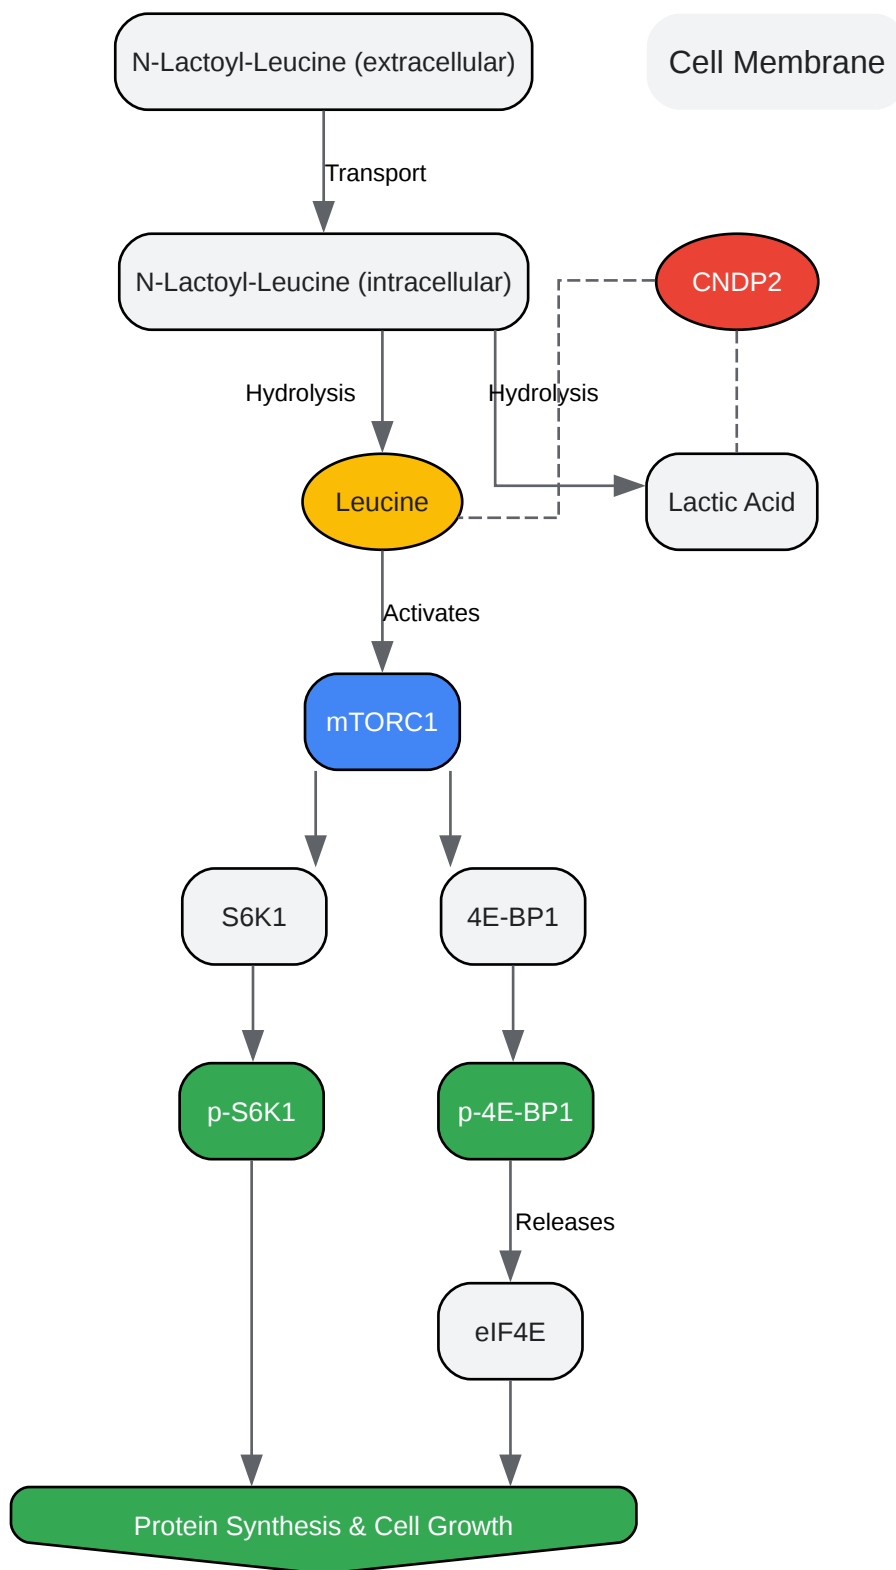 N-Lactoyl-Leucine (extracellular)
Cell Membrane
Transport
N-Lactoyl-Leucine (intracellular)
CNDP2
Hydrolysis
Hydrolysis
Leucine
Lactic Acid
Activates
mTORC1
S6K1
4E-BP1
p-S6K1
p-4E-BP1
Releases
eIF4E
Protein Synthesis & Cell Growth